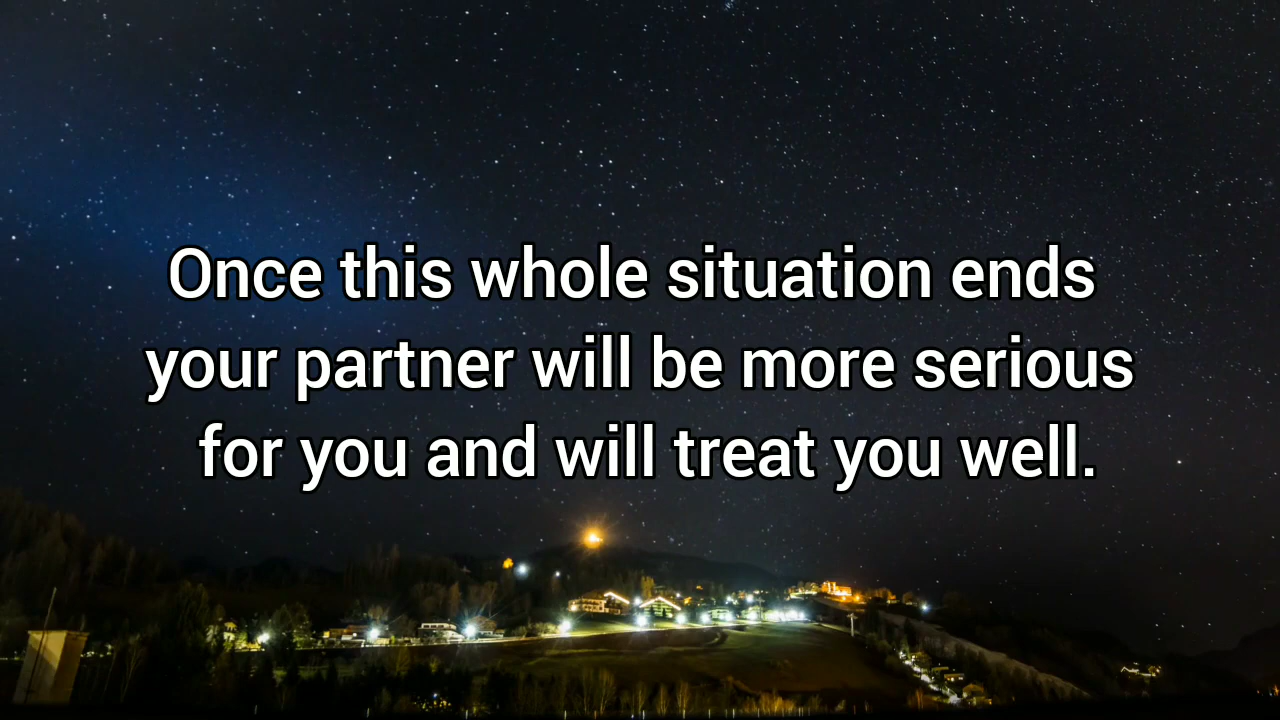 Once this whole situation ends
your partner will be more serious
for you and will treat you well.